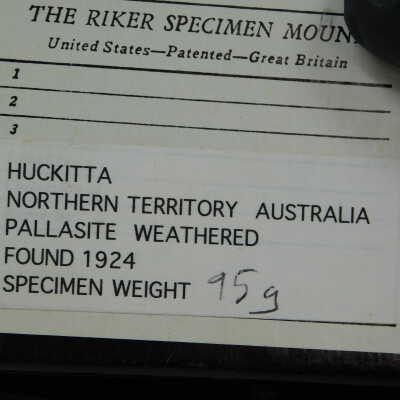 THE RIKER SPECIMEN MOUN
United States—Patented—Great Britain
1
2
3
HUCKITTA
NORTHERN TERRITORY AUSTRALIA
PALLASITE WEATHERED
FOUND 1924
SPECIMEN WEIGHT 95g